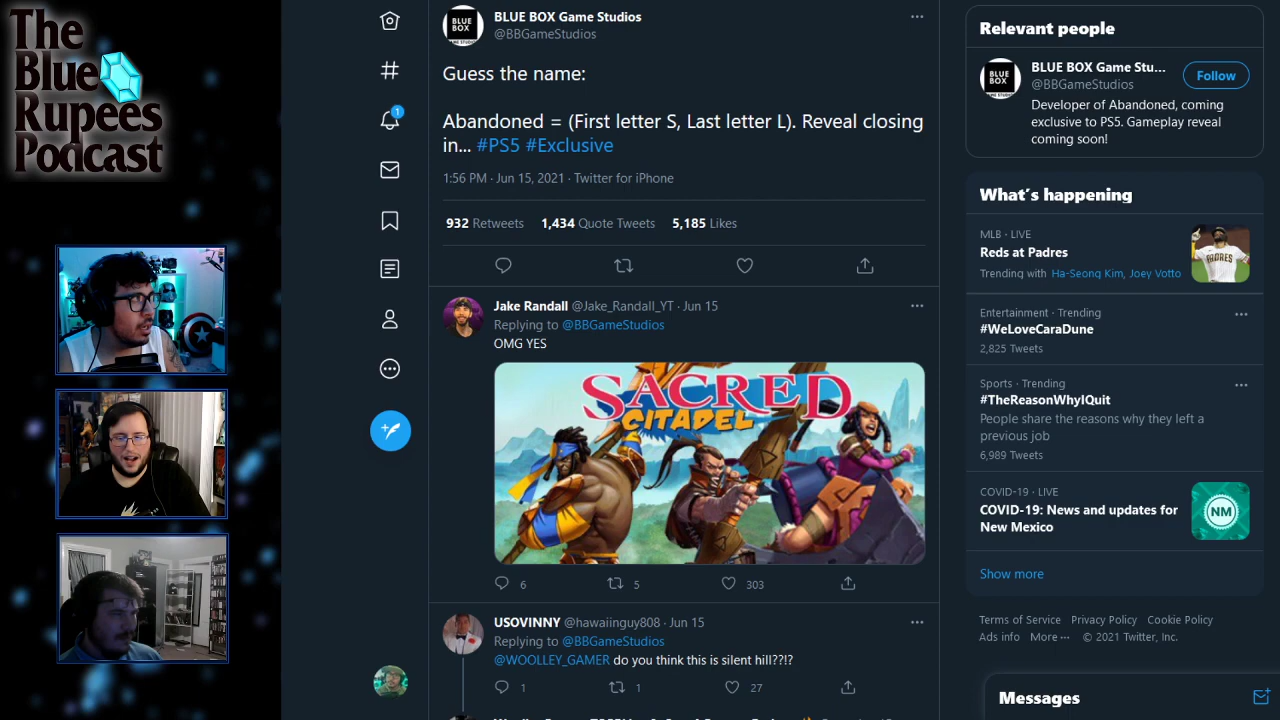 The
Blue
Rupees
Podcast
BLUE BOX Game Studios
@BBGameStudios
Guess the name:
Abandoned = (First letter S, Last letter L). Reveal closing
in... #PS5 #Exclusive
1:56 PM · Jun 15, 2021 · Twitter for iPhone
932 Retweets 1,434 Quote Tweets 5,185 Likes
Jake Randall @Jake_Randall_YT · Jun 15
Replying to @BBGameStudios
OMG YES
SACRED
CITADEL
6 5 303
USOVINNY @hawaiinguy808 · Jun 15
Replying to @BBGameStudios
@WOOLLEY_GAMER do you think this is silent hill??!?
1 1 27
1
BLUE
BOX
Relevant people
BLUE BOX Game Stu...
@BBGameStudios
Follow
Developer of Abandoned, coming
exclusive to PS5. Gameplay reveal
coming soon!
BLUE
BOX
What's happening
MLB · LIVE
Reds at Padres
Trending with Ha-Seong Kim, Joey Votto
PADRES
Entertainment · Trending
#WeLoveCaraDune
2,825 Tweets
Sports · Trending
#TheReasonWhyIQuit
People share the reasons why they left a
previous job
6,989 Tweets
COVID-19 · LIVE
COVID-19: News and updates for
New Mexico
NM
Show more
Terms of Service Privacy Policy Cookie Policy
Ads info More ··· © 2021 Twitter, Inc.
Messages